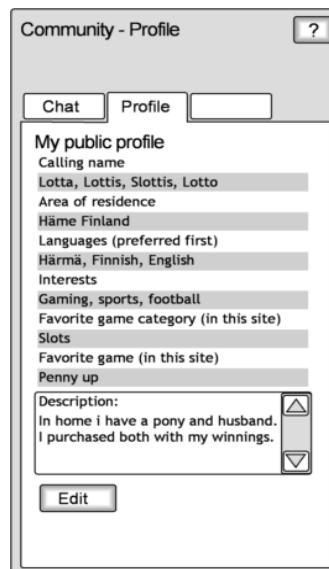 Community - Profile
?
Chat
Profile
My public profile
Calling name
Lotta, Lottis, Slottis, Lotto
Area of residence
Häme Finland
Languages (preferred first)
Härmä, Finnish, English
Interests
Gaming, sports, football
Favorite game category (in this site)
Slots
Favorite game (in this site)
Penny up
Description:
In home i have a pony and husband.
I purchased both with my winnings.
Edit